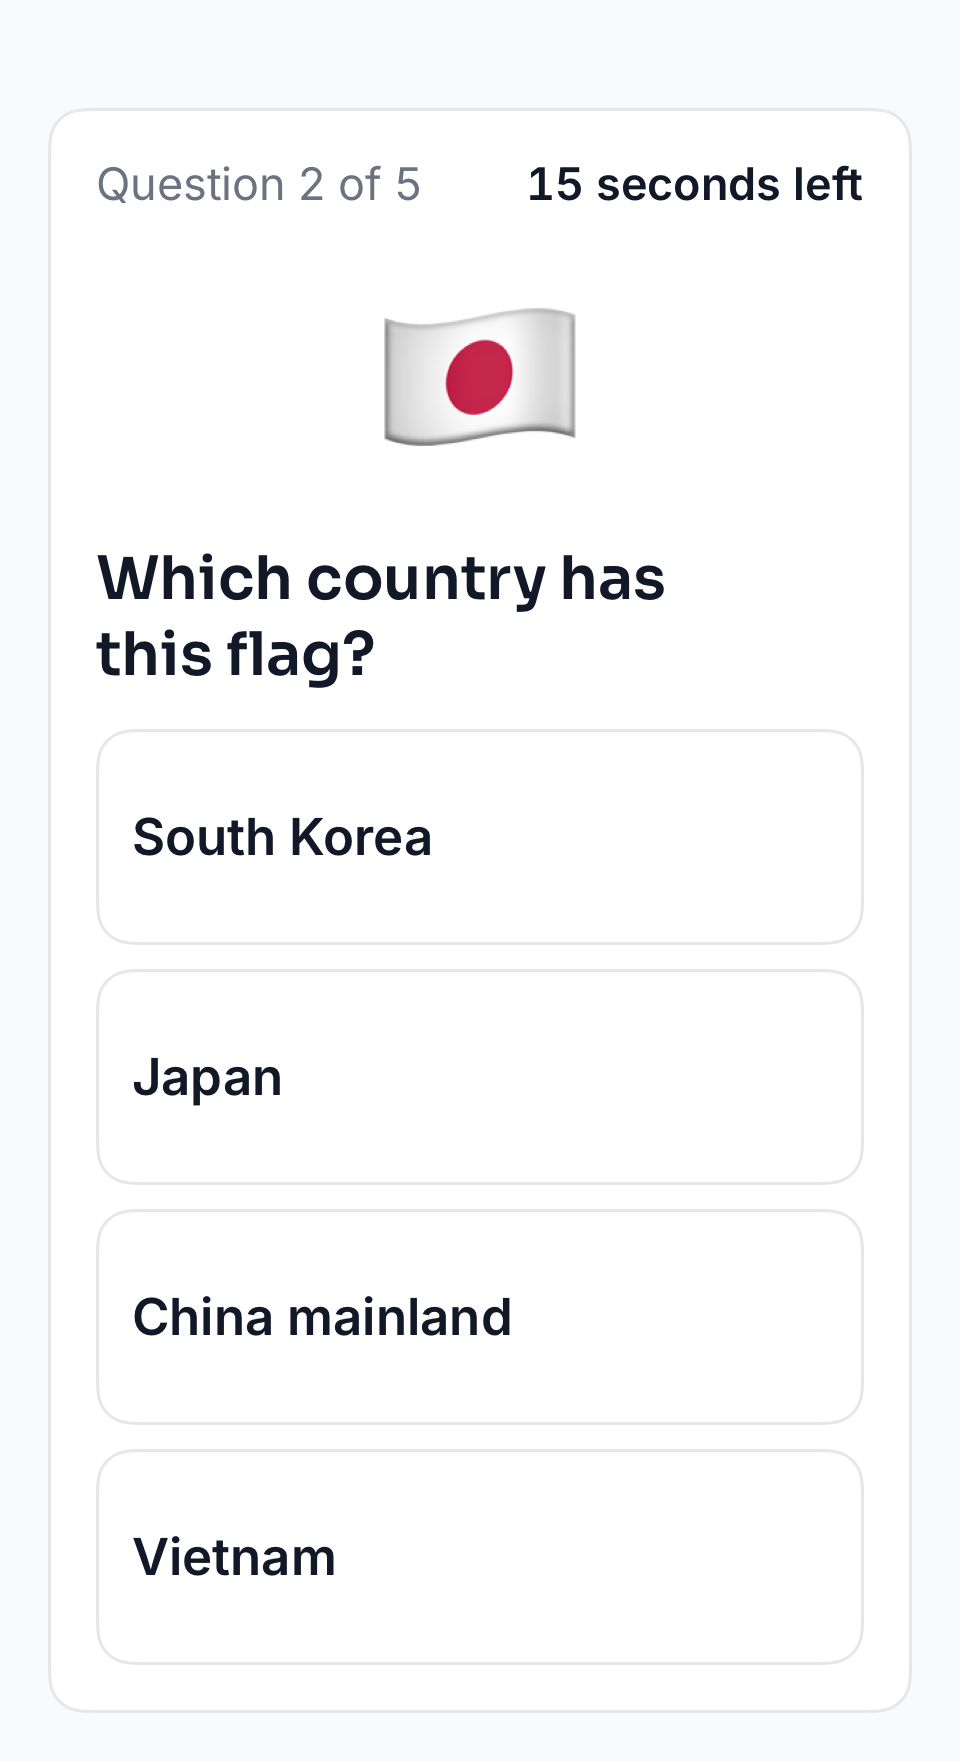 Question 2 of 5
15 seconds left
Which country has
this flag?
South Korea
Japan
China mainland
Vietnam